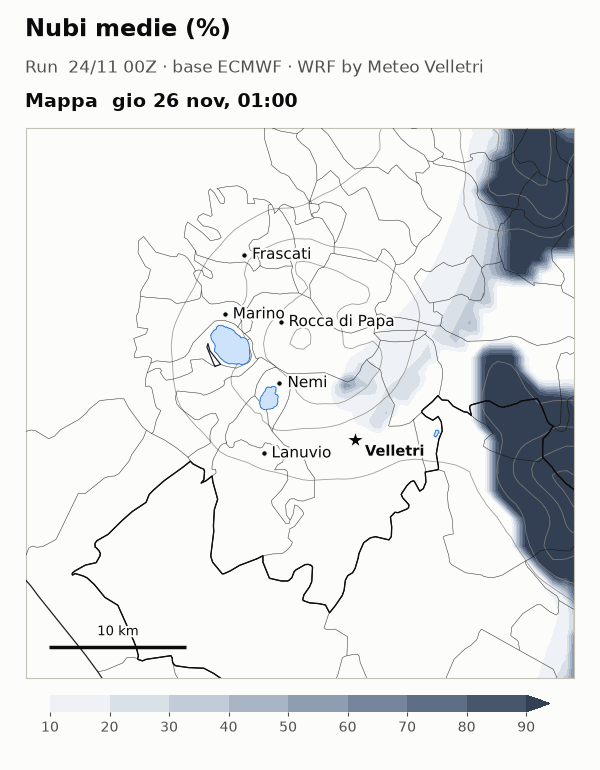 Nubi medie (%)
Run  24/11 00Z · base ECMWF · WRF by Meteo Velletri
Mappa  gio 26 nov, 01:00
Frascati
Marino
Rocca di Papa
Nemi
Velletri
Lanuvio
10 km
10 20 30 40 50 60 70 80 90